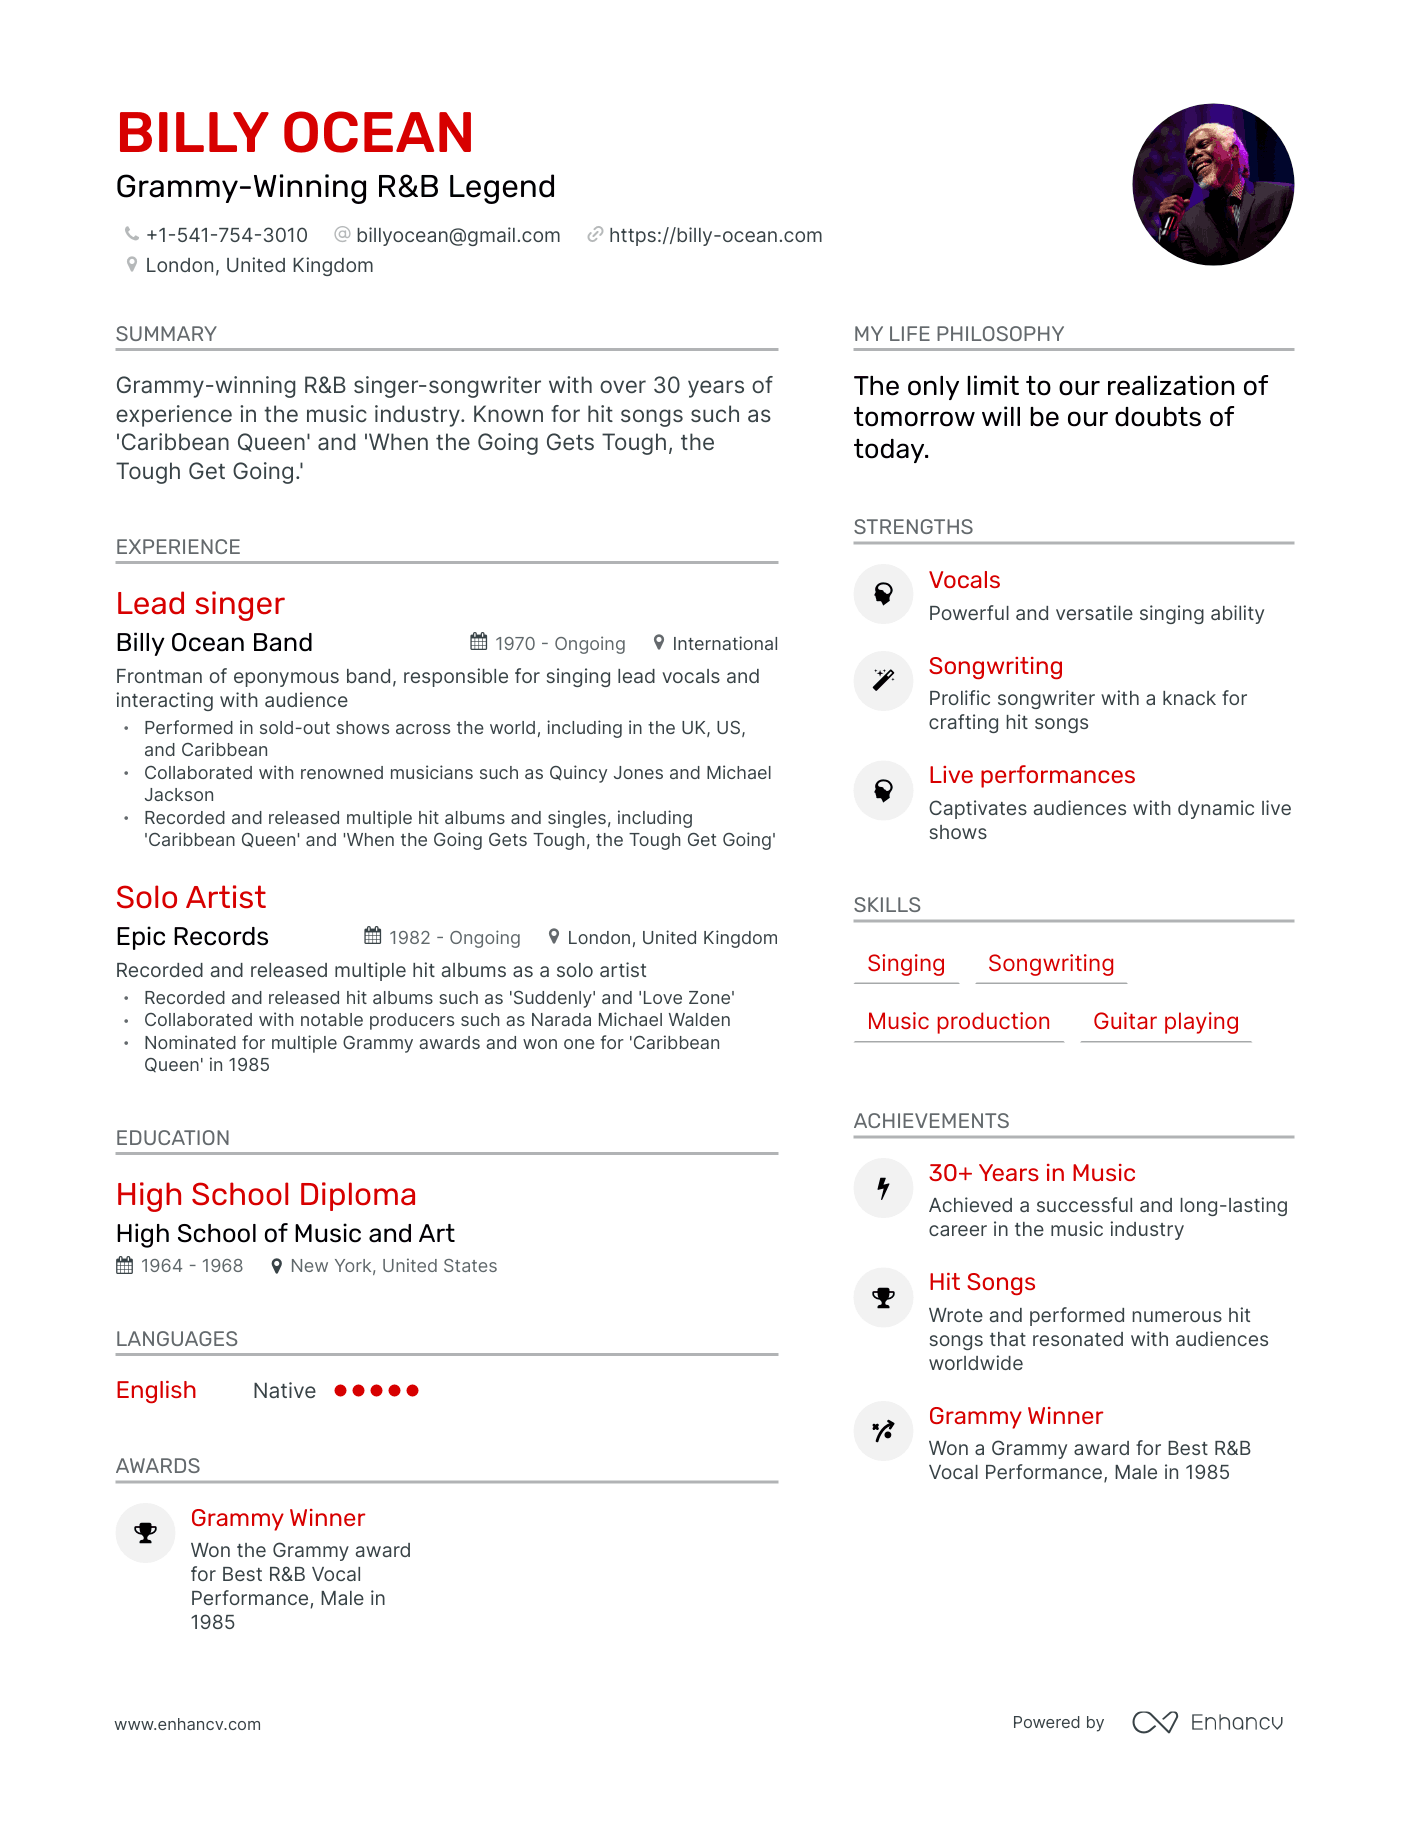 BILLY OCEAN
Grammy-Winning R&B Legend
+1-541-754-3010 @ billyocean@gmail.com https://billy-ocean.com
London, United Kingdom
SUMMARY
Grammy-winning R&B singer-songwriter with over 30 years of
experience in the music industry. Known for hit songs such as
'Caribbean Queen' and 'When the Going Gets Tough, the
Tough Get Going.'
EXPERIENCE
Lead singer
Billy Ocean Band 1970 - Ongoing International
Frontman of eponymous band, responsible for singing lead vocals and
interacting with audience
• Performed in sold-out shows across the world, including in the UK, US,
and Caribbean
• Collaborated with renowned musicians such as Quincy Jones and Michael
Jackson
• Recorded and released multiple hit albums and singles, including
'Caribbean Queen' and 'When the Going Gets Tough, the Tough Get Going'
Solo Artist
Epic Records 1982 - Ongoing London, United Kingdom
Recorded and released multiple hit albums as a solo artist
• Recorded and released hit albums such as 'Suddenly' and 'Love Zone'
• Collaborated with notable producers such as Narada Michael Walden
• Nominated for multiple Grammy awards and won one for 'Caribbean
Queen' in 1985
EDUCATION
High School Diploma
High School of Music and Art
1964 - 1968 New York, United States
LANGUAGES
English Native
AWARDS
Grammy Winner
Won the Grammy award
for Best R&B Vocal
Performance, Male in
1985
MY LIFE PHILOSOPHY
The only limit to our realization of
tomorrow will be our doubts of
today.
STRENGTHS
Vocals
Powerful and versatile singing ability
Songwriting
Prolific songwriter with a knack for
crafting hit songs
Live performances
Captivates audiences with dynamic live
shows
SKILLS
Singing Songwriting
Music production Guitar playing
ACHIEVEMENTS
30+ Years in Music
Achieved a successful and long-lasting
career in the music industry
Hit Songs
Wrote and performed numerous hit
songs that resonated with audiences
worldwide
Grammy Winner
Won a Grammy award for Best R&B
Vocal Performance, Male in 1985
www.enhancv.com
Powered by Enhancv